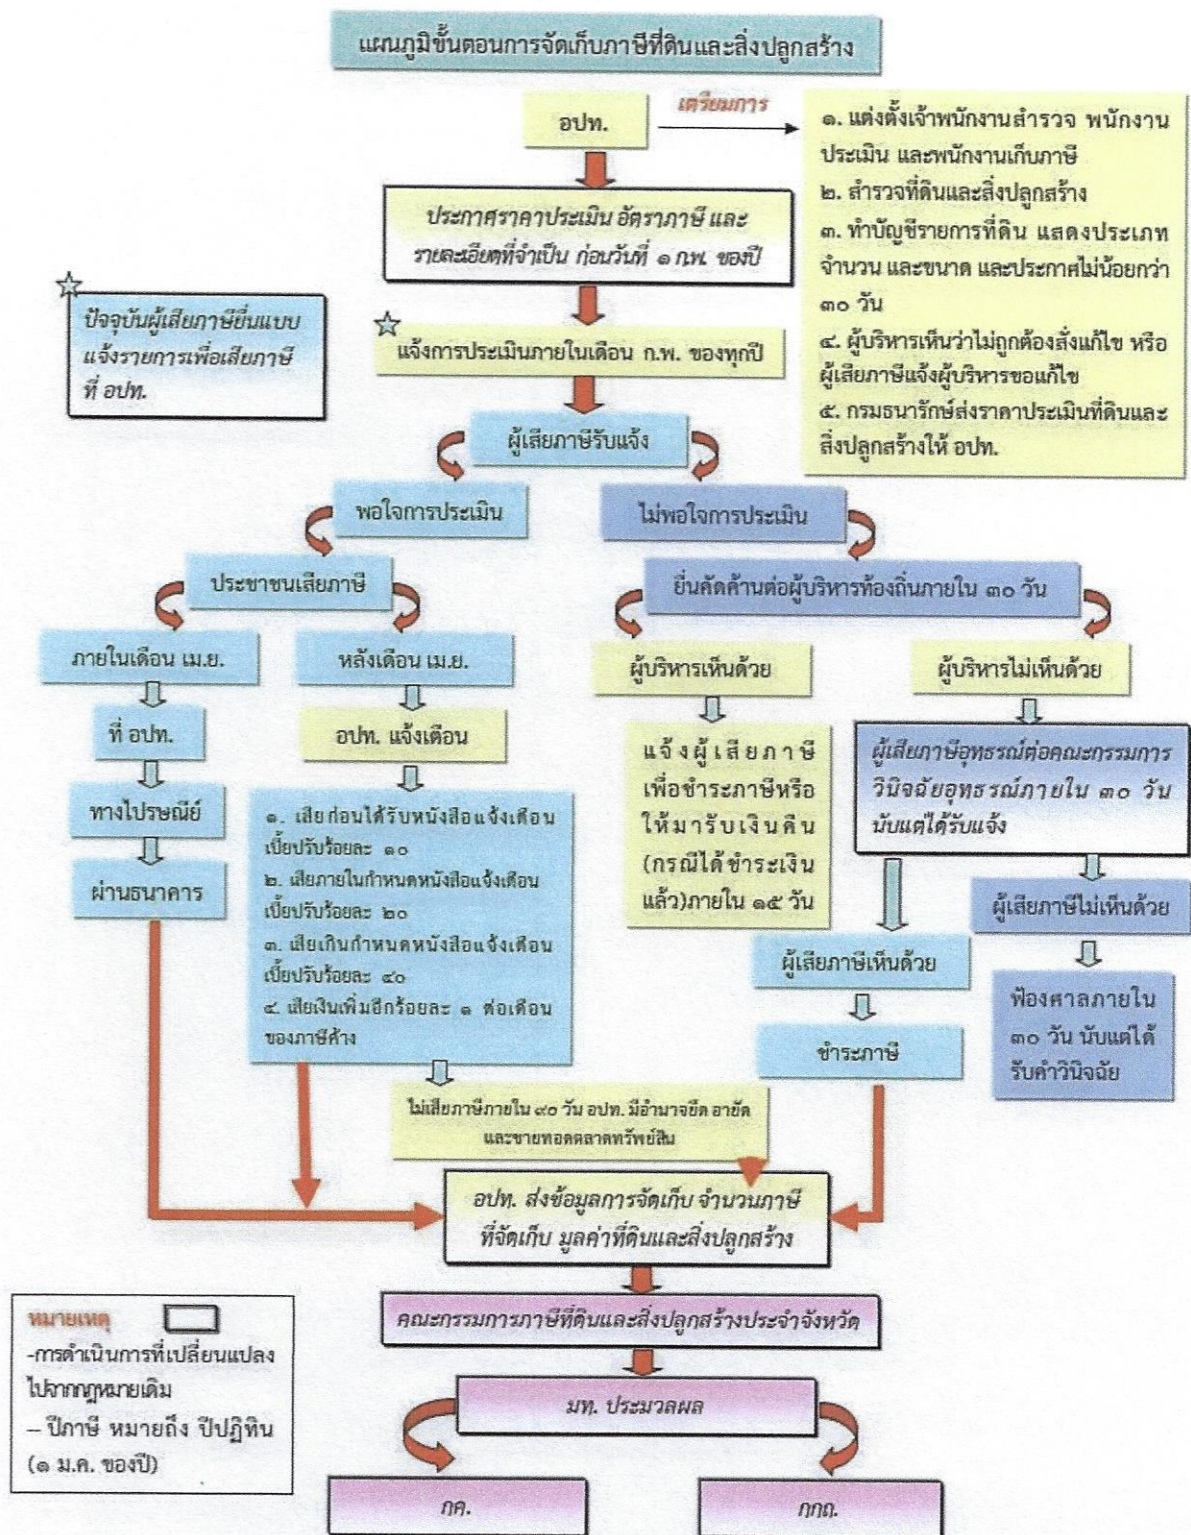 แผนภูมิขั้นตอนการจัดเก็บภาษีที่ดินและสิ่งปลูกสร้าง
อปท.
เตรียมการ
๑. แต่งตั้งเจ้าพนักงานสำรวจ พนักงาน
ประเมิน และพนักงานเก็บภาษี
๒. สำรวจที่ดินและสิ่งปลูกสร้าง
๓. ทำบัญชีรายการที่ดิน แสดงประเภท
จำนวน และขนาด และประกาศไม่น้อยกว่า
๓๐ วัน
๔. ผู้บริหารเห็นว่าไม่ถูกต้องสั่งแก้ไข หรือ
ผู้เสียภาษีแจ้งผู้บริหารขอแก้ไข
๕. กรมธนารักษ์ส่งราคาประเมินที่ดินและ
สิ่งปลูกสร้างให้ อปท.
ประกาศราคาประเมิน อัตราภาษี และ
รายละเอียดที่จำเป็น ก่อนวันที่ ๑ ก.พ. ของปี
ปัจจุบันผู้เสียภาษียื่นแบบ
แจ้งรายการเพื่อเสียภาษี
ที่ อปท.
แจ้งการประเมินภายในเดือน ก.พ. ของทุกปี
ผู้เสียภาษีรับแจ้ง
พอใจการประเมิน
ไม่พอใจการประเมิน
ประชาชนเสียภาษี
ยื่นคัดค้านต่อผู้บริหารท้องถิ่นภายใน ๓๐ วัน
ภายในเดือน เม.ย.
หลังเดือน เม.ย.
ผู้บริหารเห็นด้วย
ผู้บริหารไม่เห็นด้วย
ที่ อปท.
อปท. แจ้งเตือน
แจ้งผู้เสียภาษี
เพื่อชำระภาษีหรือ
ให้มารับเงินคืน
(กรณีได้ชำระเงิน
แล้ว)ภายใน ๑๕ วัน
ผู้เสียภาษีอุทธรณ์ต่อคณะกรรมการ
วินิจฉัยอุทธรณ์ภายใน ๓๐ วัน
นับแต่ได้รับแจ้ง
ทางไปรษณีย์
ผ่านธนาคาร
๑. เสียก่อนได้รับหนังสือแจ้งเตือน
เบี้ยปรับร้อยละ ๑๐
๒. เสียภายในกำหนดหนังสือแจ้งเตือน
เบี้ยปรับร้อยละ ๒๐
๓. เสียเกินกำหนดหนังสือแจ้งเตือน
เบี้ยปรับร้อยละ ๔๐
๔. เสียเงินเพิ่มอีกร้อยละ ๑ ต่อเดือน
ของภาษีค้าง
ผู้เสียภาษีไม่เห็นด้วย
ผู้เสียภาษีเห็นด้วย
ฟ้องศาลภายใน
๓๐ วัน นับแต่ได้
รับคำวินิจฉัย
ชำระภาษี
ไม่เสียภาษีภายใน ๙๐ วัน อปท. มีอำนาจยึด อายัด
และขายทอดตลาดทรัพย์สิน
อปท. ส่งข้อมูลการจัดเก็บ จำนวนภาษี
ที่จัดเก็บ มูลค่าที่ดินและสิ่งปลูกสร้าง
คณะกรรมการภาษีที่ดินและสิ่งปลูกสร้างประจำจังหวัด
มท. ประมวลผล
กค.
กกถ.
หมายเหตุ
-การดำเนินการที่เปลี่ยนแปลง
ไปจากกฎหมายเดิม
– ปีภาษี หมายถึง ปีปฏิทิน
(๑ ม.ค. ของปี)